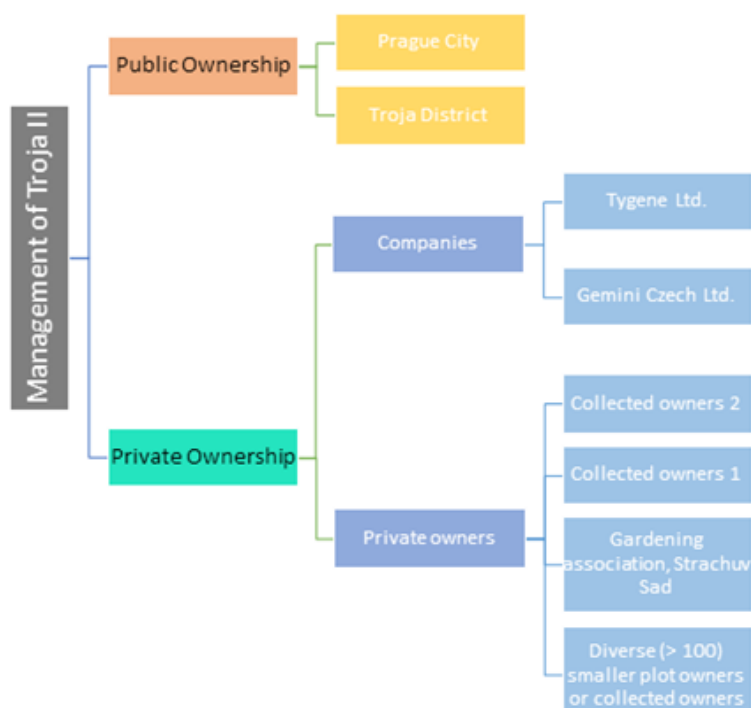 Management of Troja II
Public Ownership
Prague City
Troja District
Private Ownership
Companies
Tygene Ltd.
Gemini Czech Ltd.
Private owners
Collected owners 2
Collected owners 1
Gardening
association, Strachuv
Sad
Diverse (> 100)
smaller plot owners
or collected owners